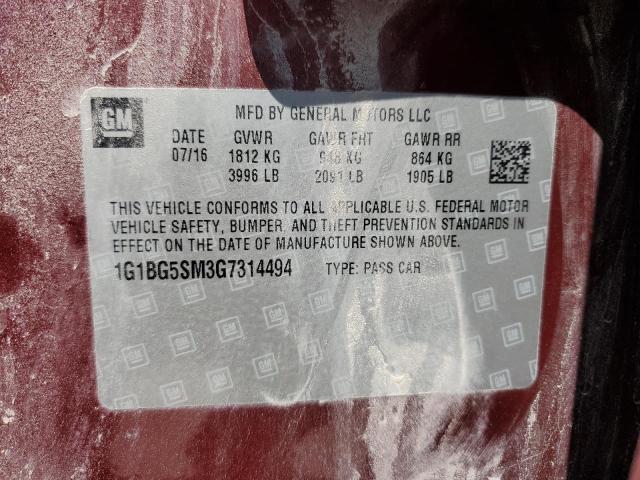 GM
MFD BY GENERAL MOTORS LLC
DATE GVWR GAWR FRT GAWR RR
07/16 1812 KG 948 KG 864 KG
3996 LB 2091 LB 1905 LB
THIS VEHICLE CONFORMS TO ALL APPLICABLE U.S. FEDERAL MOTOR
VEHICLE SAFETY, BUMPER, AND THEFT PREVENTION STANDARDS IN
EFFECT ON THE DATE OF MANUFACTURE SHOWN ABOVE.
1G1BG5SM3G7314494 TYPE: PASS CAR